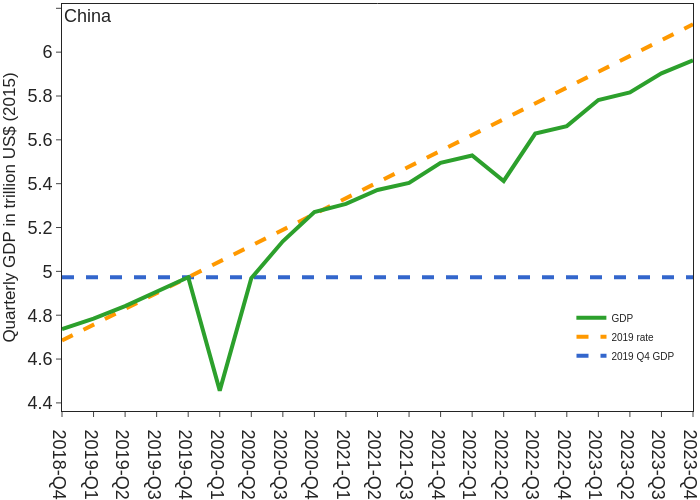 China
Quarterly GDP in trillion US$ (2015)
6
5.8
5.6
5.4
5.2
5
4.8
4.6
4.4
GDP
2019 rate
2019 Q4 GDP
2018-Q4
2019-Q1
2019-Q2
2019-Q3
2019-Q4
2020-Q1
2020-Q2
2020-Q3
2020-Q4
2021-Q1
2021-Q2
2021-Q3
2021-Q4
2022-Q1
2022-Q2
2022-Q3
2022-Q4
2023-Q1
2023-Q2
2023-Q3
2023-Q4